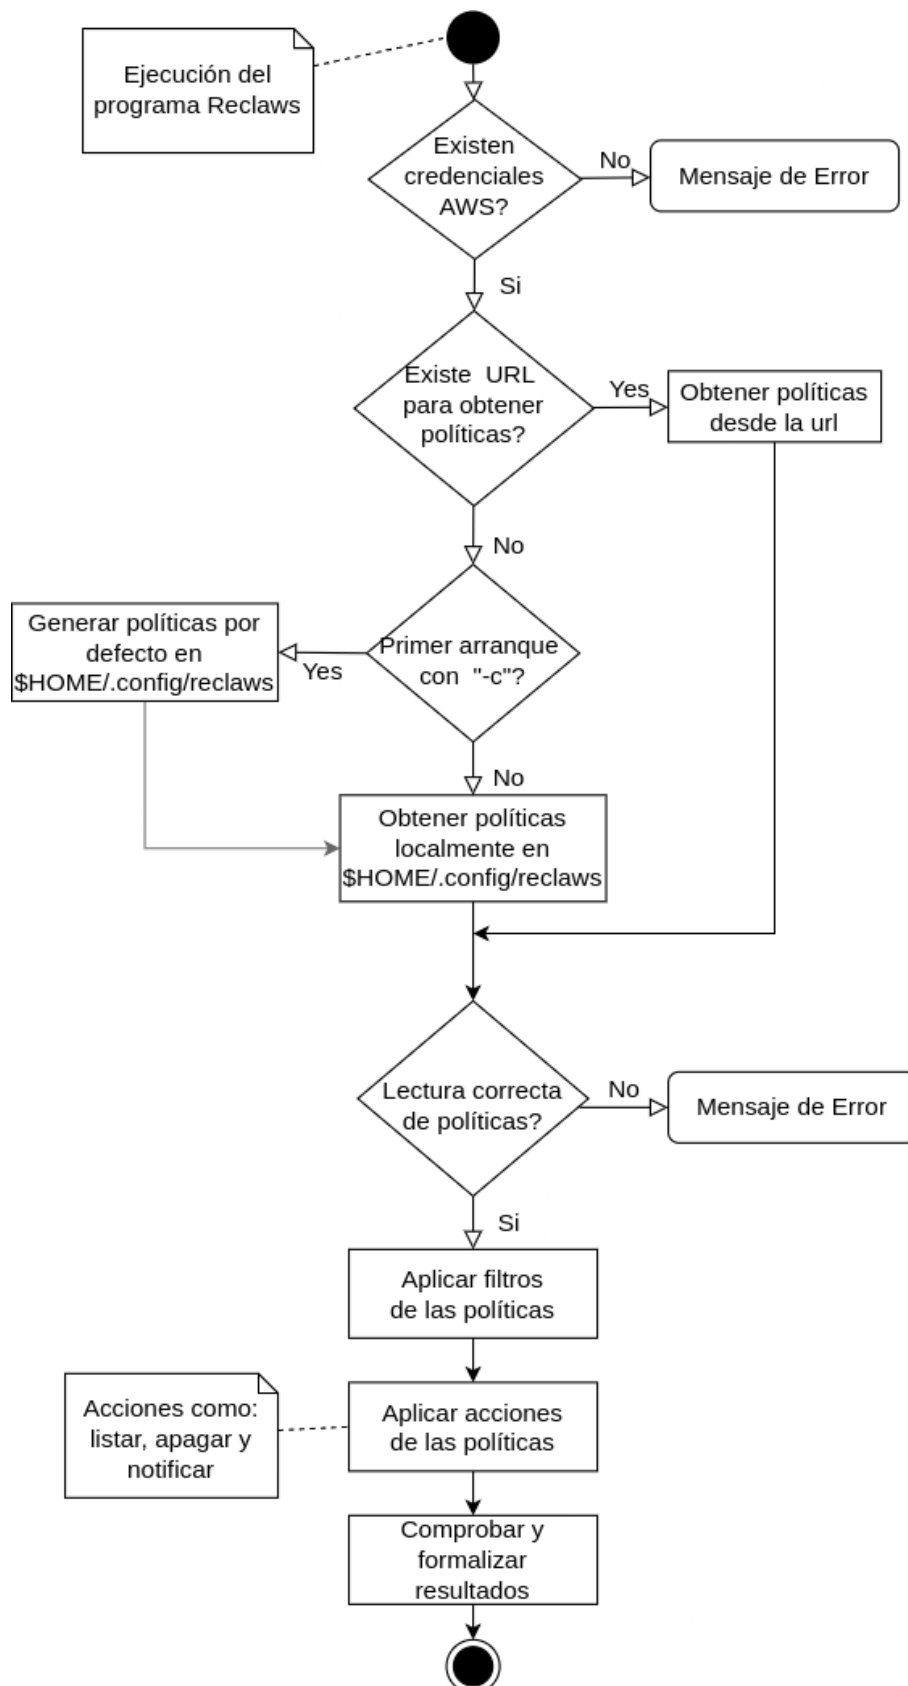 Ejecución del
programa Reclaws
Existen
credenciales
AWS?
No
Mensaje de Error
Si
Existe URL
para obtener
políticas?
Yes
Obtener políticas
desde la url
No
Primer arranque
con "-c"?
Yes
Generar políticas por
defecto en
$HOME/.config/reclaws
No
Obtener políticas
localmente en
$HOME/.config/reclaws
Lectura correcta
de políticas?
No
Mensaje de Error
Si
Aplicar filtros
de las políticas
Acciones como:
listar, apagar y
notificar
Aplicar acciones
de las políticas
Comprobar y
formalizar
resultados